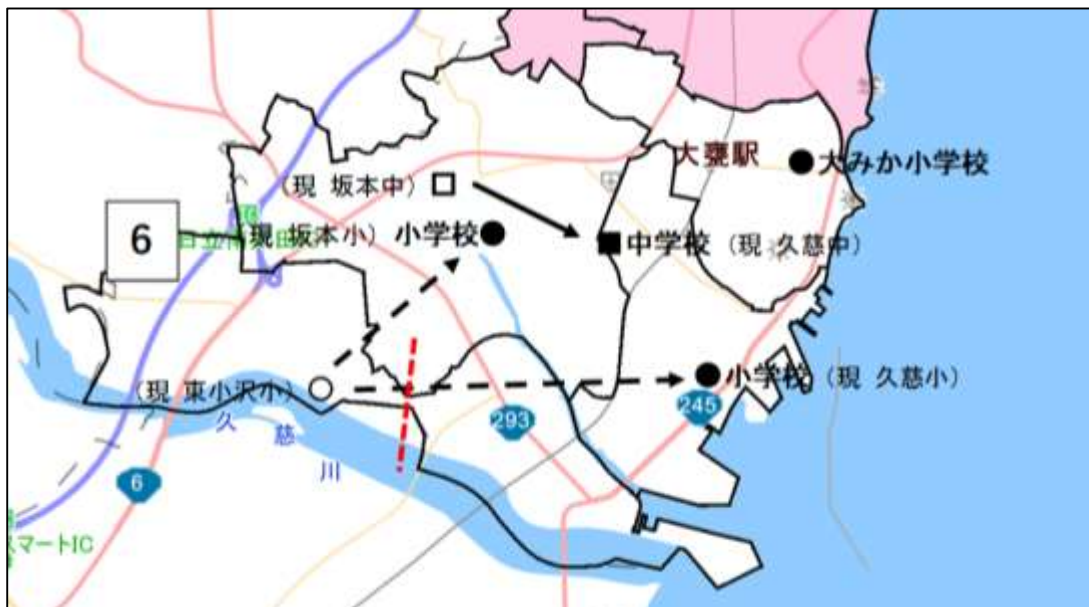 大甕駅
大みか小学校
（現 坂本中）
6
（現 坂本小）小学校
中学校（現 久慈中）
（現 東小沢小）
小学校（現 久慈小）
245
293
久慈川
6
スマートIC